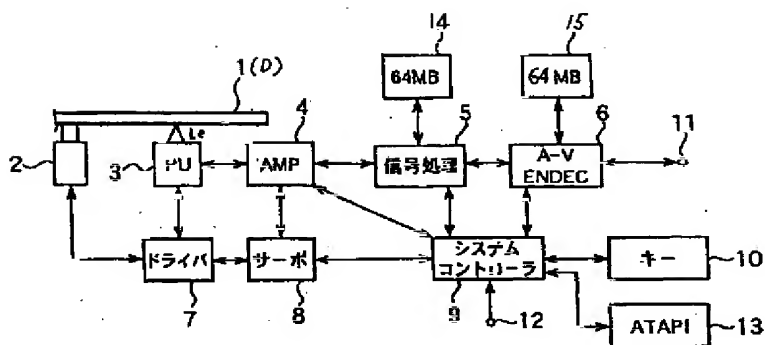 14
15
64MB
64MB
1(D)
4
5
6
11
Le
2
3
PU
AMP
信号処理
A-V
ENDEC
ドライバ
サーボ
システム
コントローラ
キー
10
7
8
9
12
ATAPI
13